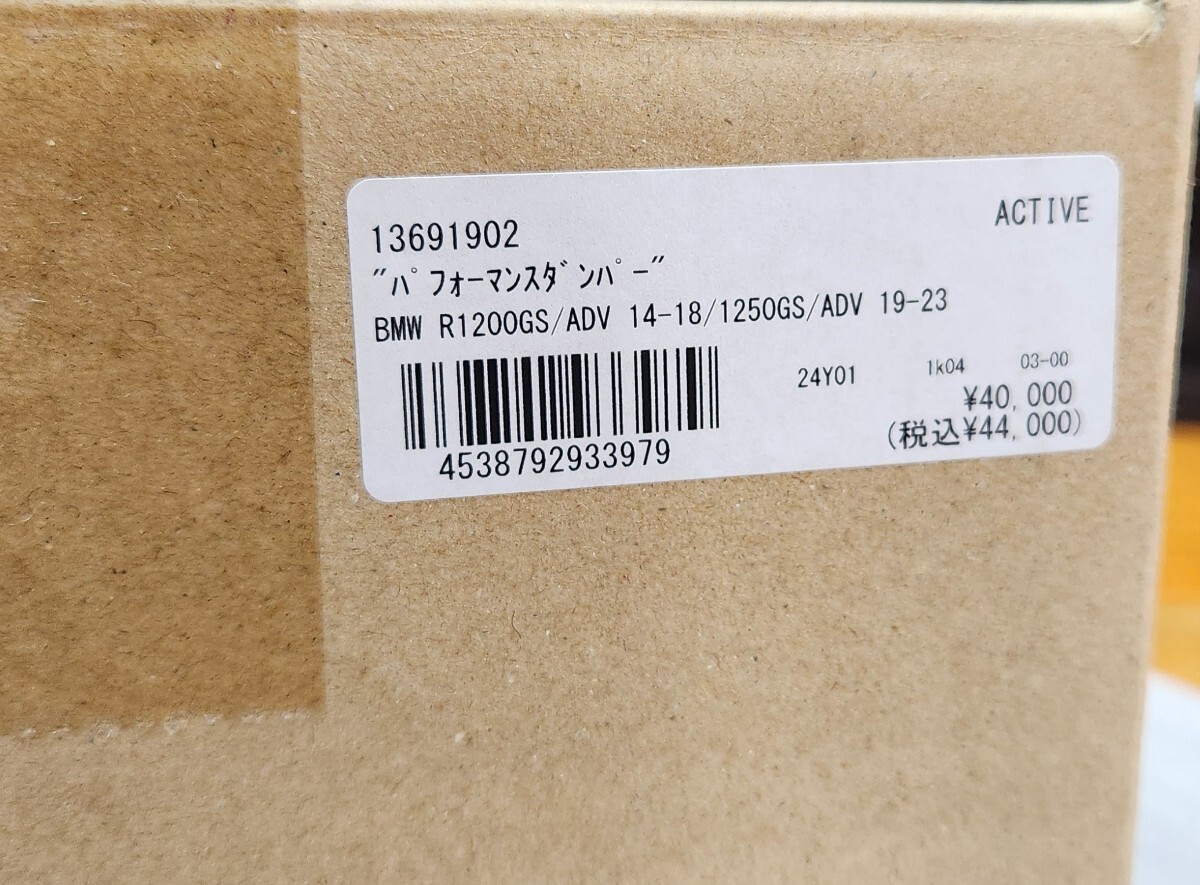 ACTIVE
13691902
"ﾊﾟﾌｫｰﾏﾝｽﾀﾞﾝﾊﾟｰ"
BMW R1200GS/ADV 14-18/1250GS/ADV 19-23
24Y01 1k04 03-00
¥40,000
(税込¥44,000)
4538792933979